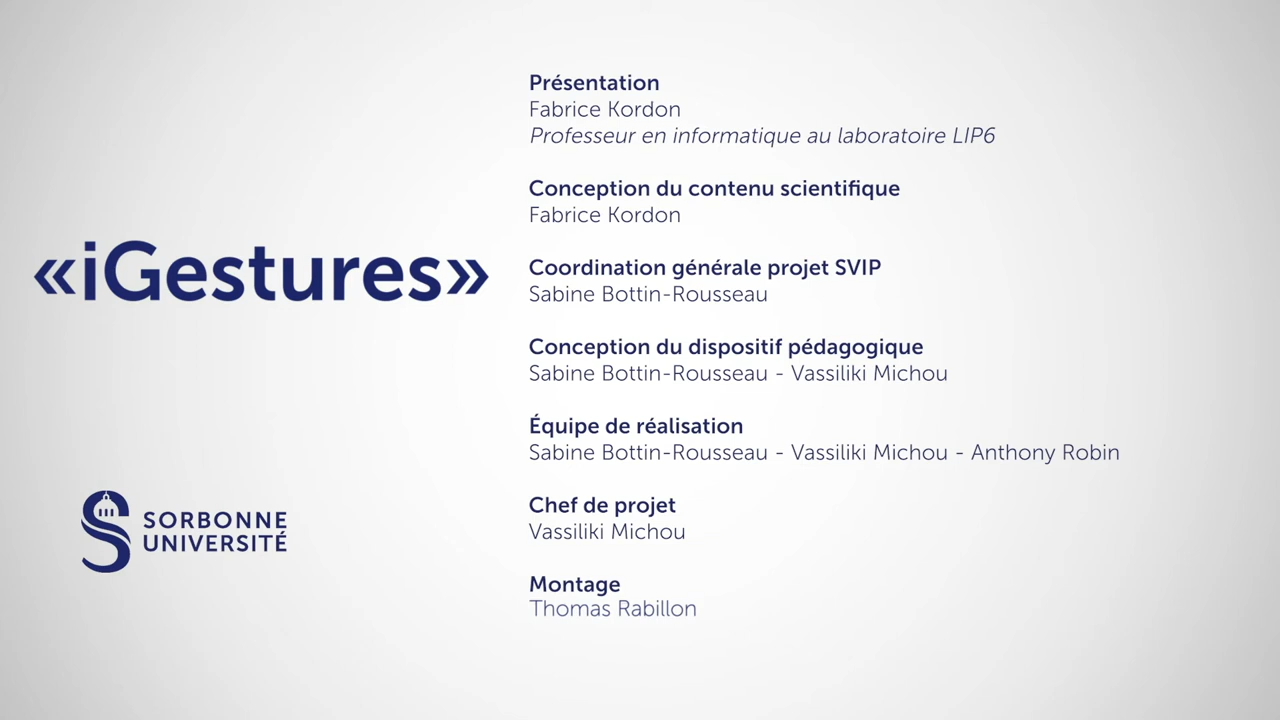 «iGestures»
SORBONNE
UNIVERSITÉ
Présentation
Fabrice Kordon
Professeur en informatique au laboratoire LIP6
Conception du contenu scientifique
Fabrice Kordon
Coordination générale projet SVIP
Sabine Bottin-Rousseau
Conception du dispositif pédagogique
Sabine Bottin-Rousseau - Vassiliki Michou
Équipe de réalisation
Sabine Bottin-Rousseau - Vassiliki Michou - Anthony Robin
Chef de projet
Vassiliki Michou
Montage
Thomas Rabillon